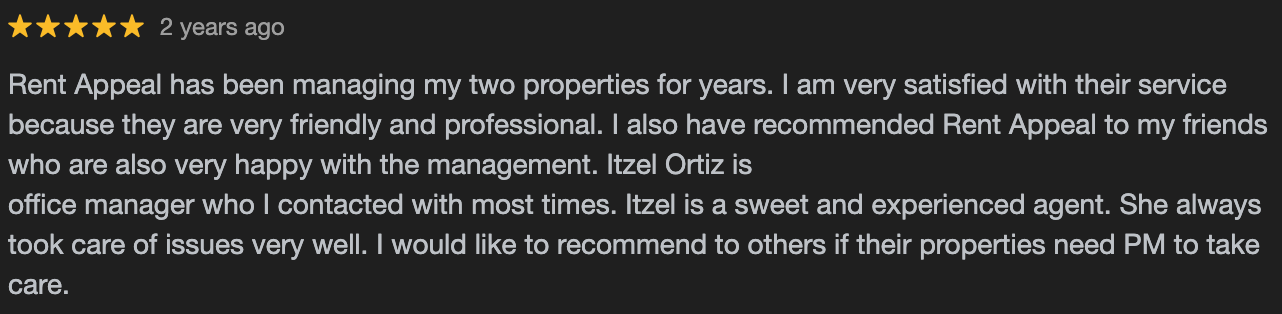 2 years ago
Rent Appeal has been managing my two properties for years. I am very satisfied with their service
because they are very friendly and professional. I also have recommended Rent Appeal to my friends
who are also very happy with the management. Itzel Ortiz is
office manager who I contacted with most times. Itzel is a sweet and experienced agent. She always
took care of issues very well. I would like to recommend to others if their properties need PM to take
care.